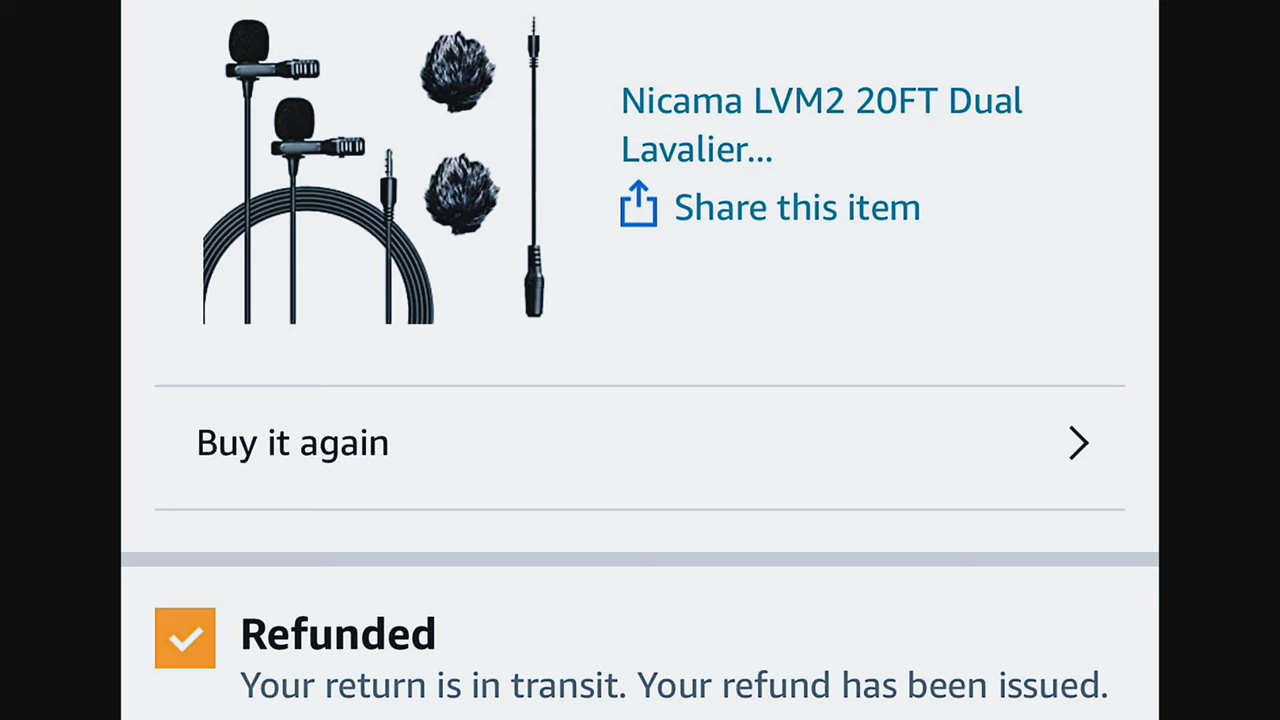 Nicama LVM2 20FT Dual
Lavalier...
Share this item
Buy it again
Refunded
Your return is in transit. Your refund has been issued.